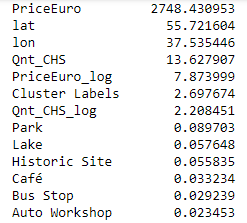 PriceEuro 2748.430953
lat 55.721604
lon 37.535446
Qnt_CHS 13.627907
PriceEuro_log 7.873999
Cluster Labels 2.697674
Qnt_CHS_log 2.208451
Park 0.089703
Lake 0.057648
Historic Site 0.055835
Café 0.033234
Bus Stop 0.029239
Auto Workshop 0.023453